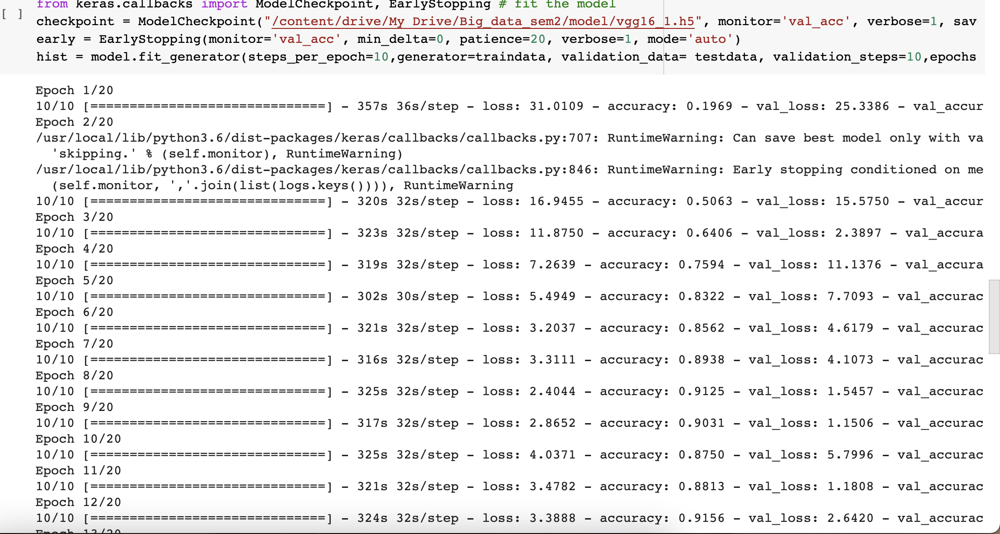 from keras.callbacks import ModelCheckpoint, EarlyStopping # fit the model
[ ] checkpoint = ModelCheckpoint("/content/drive/My Drive/Big_data_sem2/model/vgg16_1.h5", monitor='val_acc', verbose=1, sav
early = EarlyStopping(monitor='val_acc', min_delta=0, patience=20, verbose=1, mode='auto')
hist = model.fit_generator(steps_per_epoch=10,generator=traindata, validation_data= testdata, validation_steps=10,epochs
Epoch 1/20
10/10 [==============================] - 357s 36s/step - loss: 31.0109 - accuracy: 0.1969 - val_loss: 25.3386 - val_accur
Epoch 2/20
/usr/local/lib/python3.6/dist-packages/keras/callbacks/callbacks.py:707: RuntimeWarning: Can save best model only with va
  'skipping.' % (self.monitor), RuntimeWarning)
/usr/local/lib/python3.6/dist-packages/keras/callbacks/callbacks.py:846: RuntimeWarning: Early stopping conditioned on me
  (self.monitor, ','.join(list(logs.keys()))), RuntimeWarning
10/10 [==============================] - 320s 32s/step - loss: 16.9455 - accuracy: 0.5063 - val_loss: 15.5750 - val_accur
Epoch 3/20
10/10 [==============================] - 323s 32s/step - loss: 11.8750 - accuracy: 0.6406 - val_loss: 2.3897 - val_accura
Epoch 4/20
10/10 [==============================] - 319s 32s/step - loss: 7.2639 - accuracy: 0.7594 - val_loss: 11.1376 - val_accura
Epoch 5/20
10/10 [==============================] - 302s 30s/step - loss: 5.4949 - accuracy: 0.8322 - val_loss: 7.7093 - val_accurac
Epoch 6/20
10/10 [==============================] - 321s 32s/step - loss: 3.2037 - accuracy: 0.8562 - val_loss: 4.6179 - val_accurac
Epoch 7/20
10/10 [==============================] - 316s 32s/step - loss: 3.3111 - accuracy: 0.8938 - val_loss: 4.1073 - val_accurac
Epoch 8/20
10/10 [==============================] - 325s 32s/step - loss: 2.4044 - accuracy: 0.9125 - val_loss: 1.5457 - val_accurac
Epoch 9/20
10/10 [==============================] - 317s 32s/step - loss: 2.8652 - accuracy: 0.9031 - val_loss: 1.1506 - val_accurac
Epoch 10/20
10/10 [==============================] - 325s 32s/step - loss: 4.0371 - accuracy: 0.8750 - val_loss: 5.7996 - val_accurac
Epoch 11/20
10/10 [==============================] - 321s 32s/step - loss: 3.4782 - accuracy: 0.8813 - val_loss: 1.1808 - val_accurac
Epoch 12/20
10/10 [==============================] - 324s 32s/step - loss: 3.3888 - accuracy: 0.9156 - val_loss: 2.6420 - val_accurac
Epoch 13/20